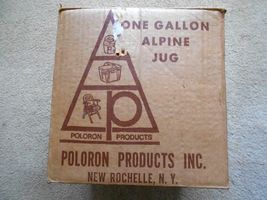 ONE GALLON
ALPINE
JUG
p
POLORON PRODUCTS
POLORON PRODUCTS INC.
NEW ROCHELLE, N. Y.